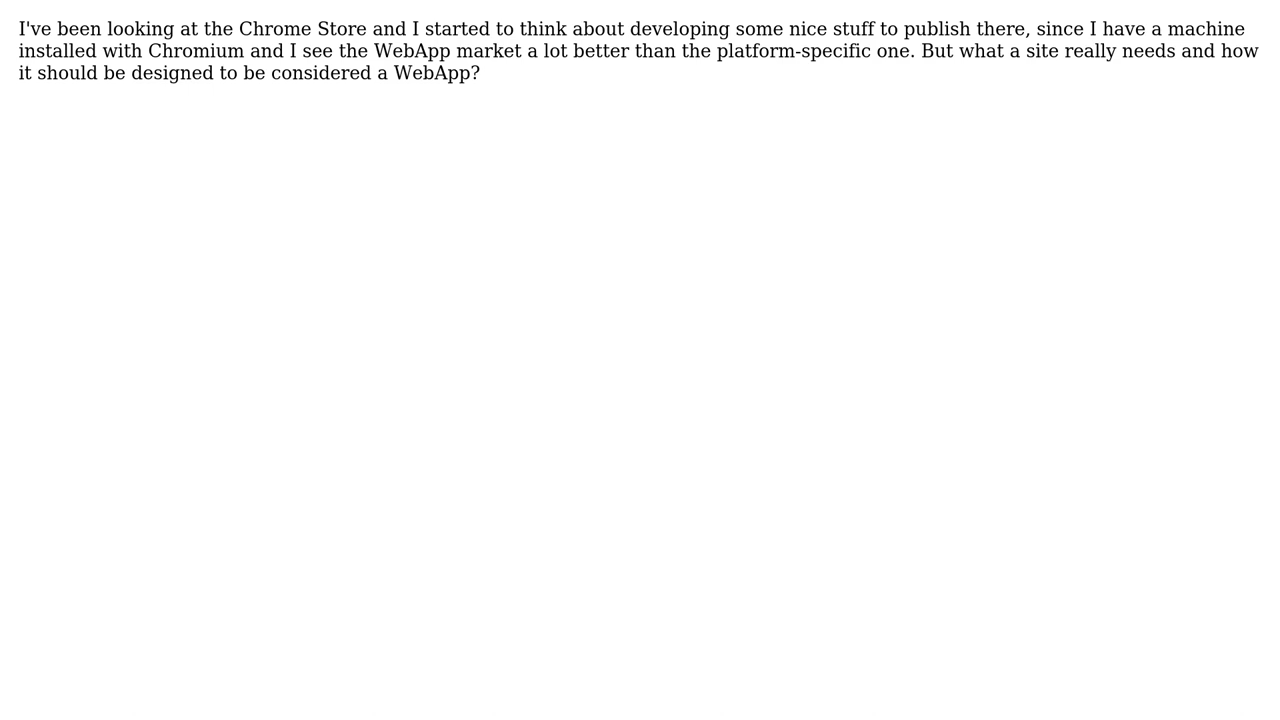 I've been looking at the Chrome Store and I started to think about developing some nice stuff to publish there, since I have a machine
installed with Chromium and I see the WebApp market a lot better than the platform-specific one. But what a site really needs and how
it should be designed to be considered a WebApp?